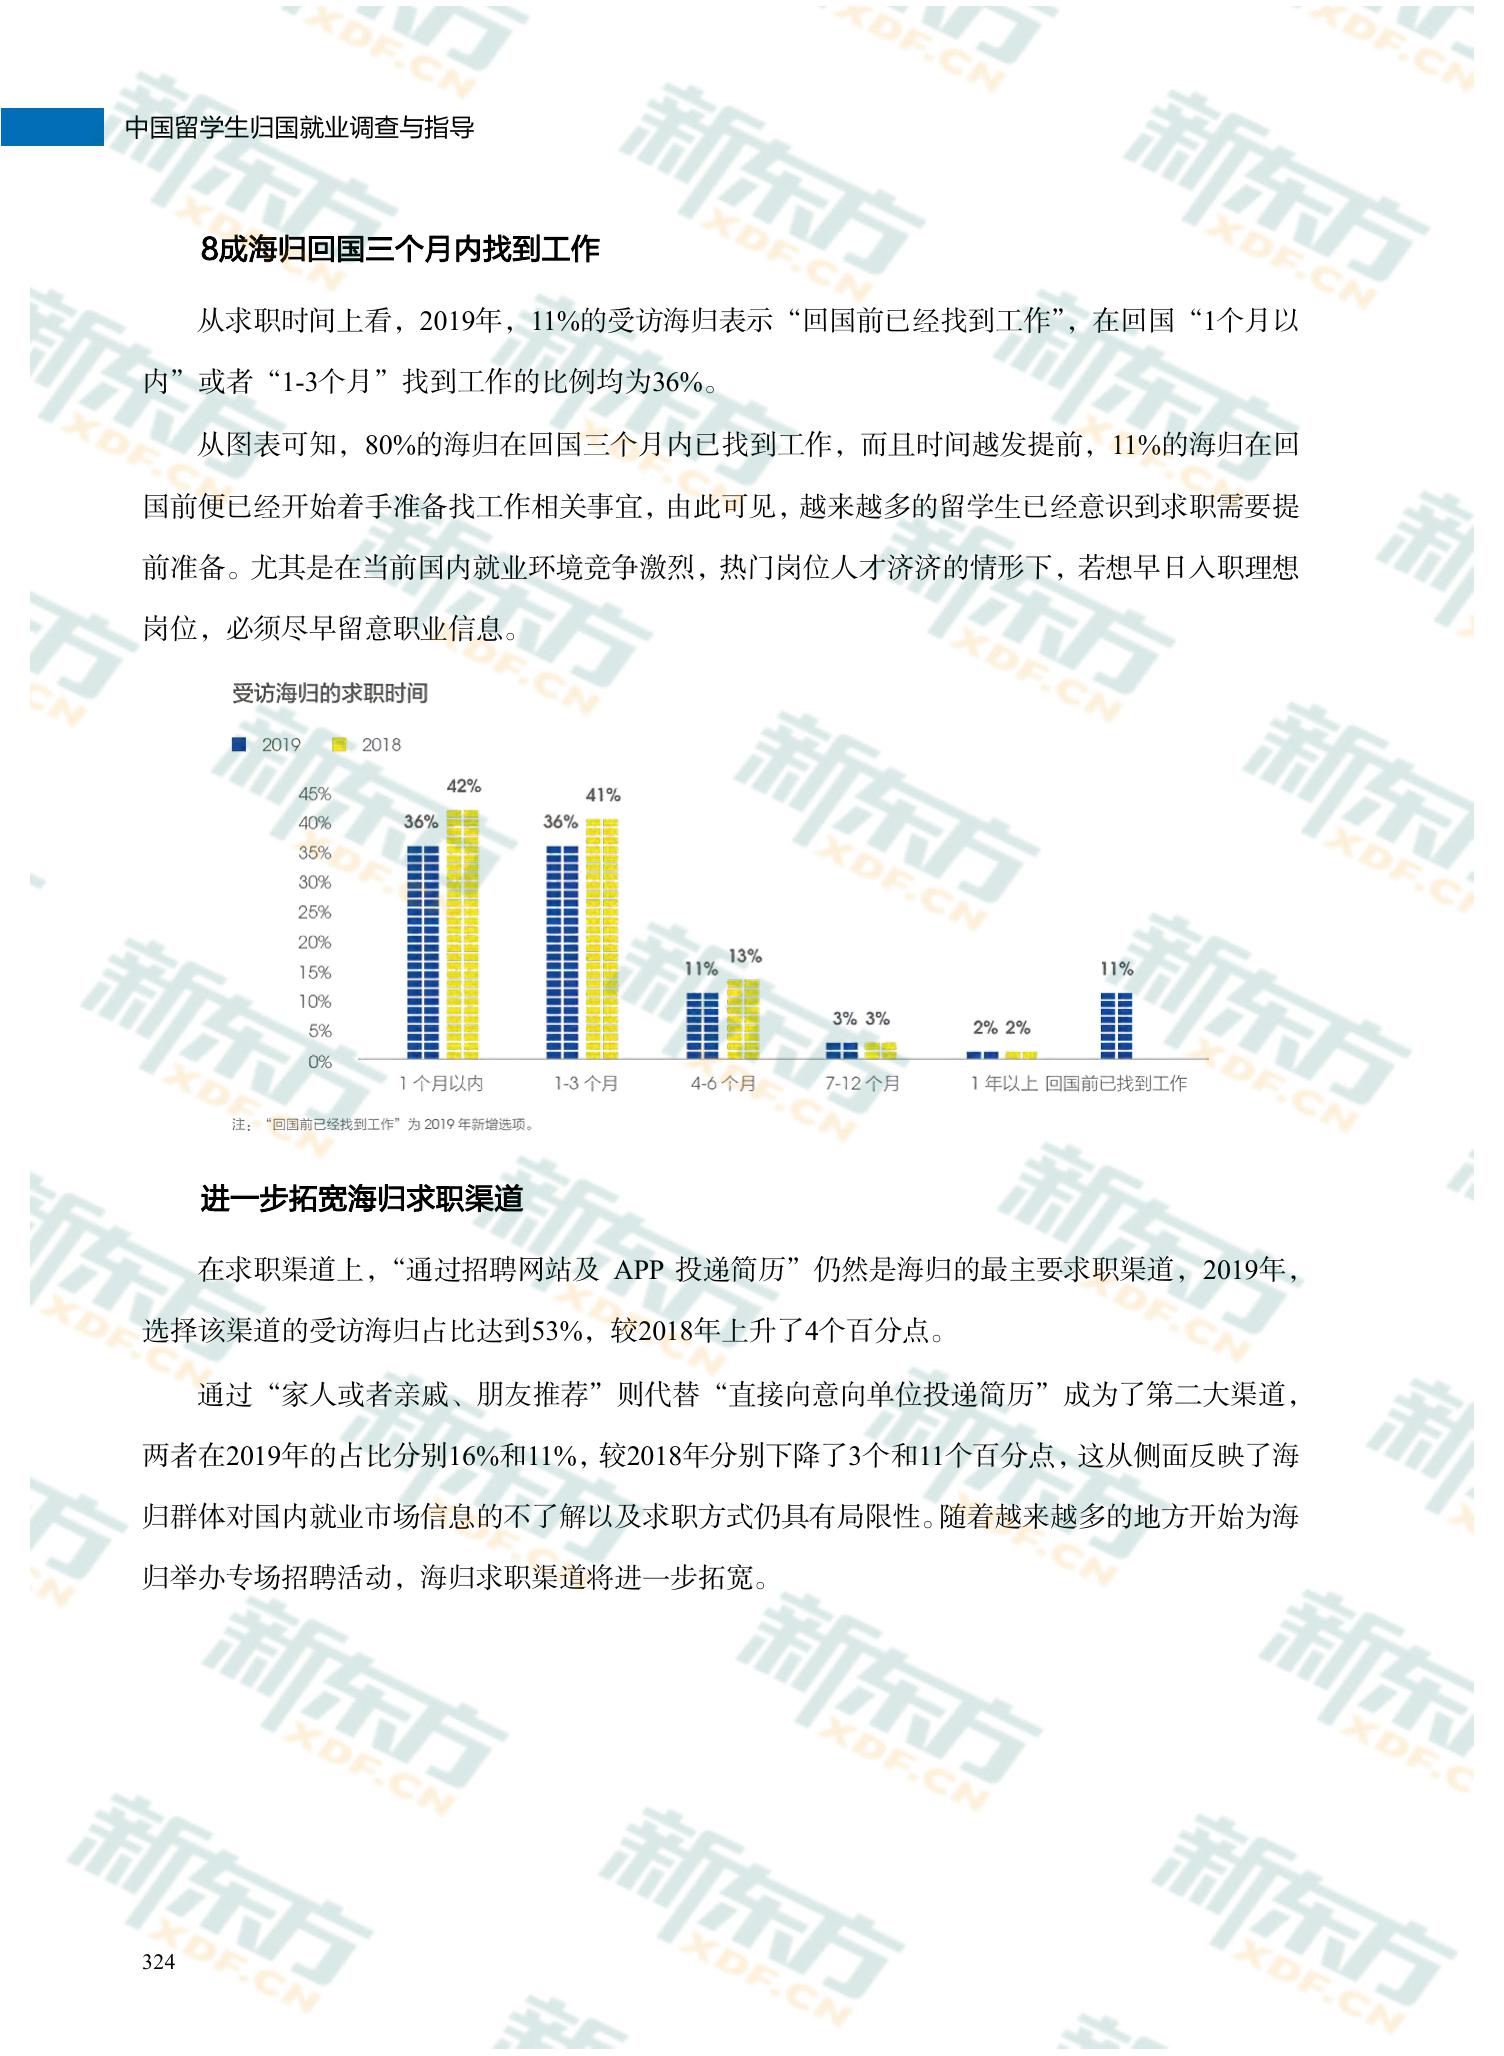 中国留学生归国就业调查与指导
8成海归回国三个月内找到工作
从求职时间上看，2019年，11%的受访海归表示“回国前已经找到工作”，在回国“1个月以
内”或者“1-3个月”找到工作的比例均为36%。
从图表可知，80%的海归在回国三个月内已找到工作，而且时间越发提前，11%的海归在回
国前便已经开始着手准备找工作相关事宜，由此可见，越来越多的留学生已经意识到求职需要提
前准备。尤其是在当前国内就业环境竞争激烈，热门岗位人才济济的情形下，若想早日入职理想
岗位，必须尽早留意职业信息。
受访海归的求职时间
2019 2018
45%
40%
35%
30%
25%
20%
15%
10%
5%
0%
36% 42% 36% 41% 11% 13% 3% 3% 2% 2% 11%
1 个月以内 1-3 个月 4-6 个月 7-12 个月 1 年以上 回国前已找到工作
注：“回国前已经找到工作”为 2019 年新增选项。
进一步拓宽海归求职渠道
在求职渠道上，“通过招聘网站及 APP 投递简历”仍然是海归的最主要求职渠道，2019年，
选择该渠道的受访海归占比达到53%，较2018年上升了4个百分点。
通过“家人或者亲戚、朋友推荐”则代替“直接向意向单位投递简历”成为了第二大渠道，
两者在2019年的占比分别16%和11%，较2018年分别下降了3个和11个百分点，这从侧面反映了海
归群体对国内就业市场信息的不了解以及求职方式仍具有局限性。随着越来越多的地方开始为海
归举办专场招聘活动，海归求职渠道将进一步拓宽。
324
新东方
XDF.CN